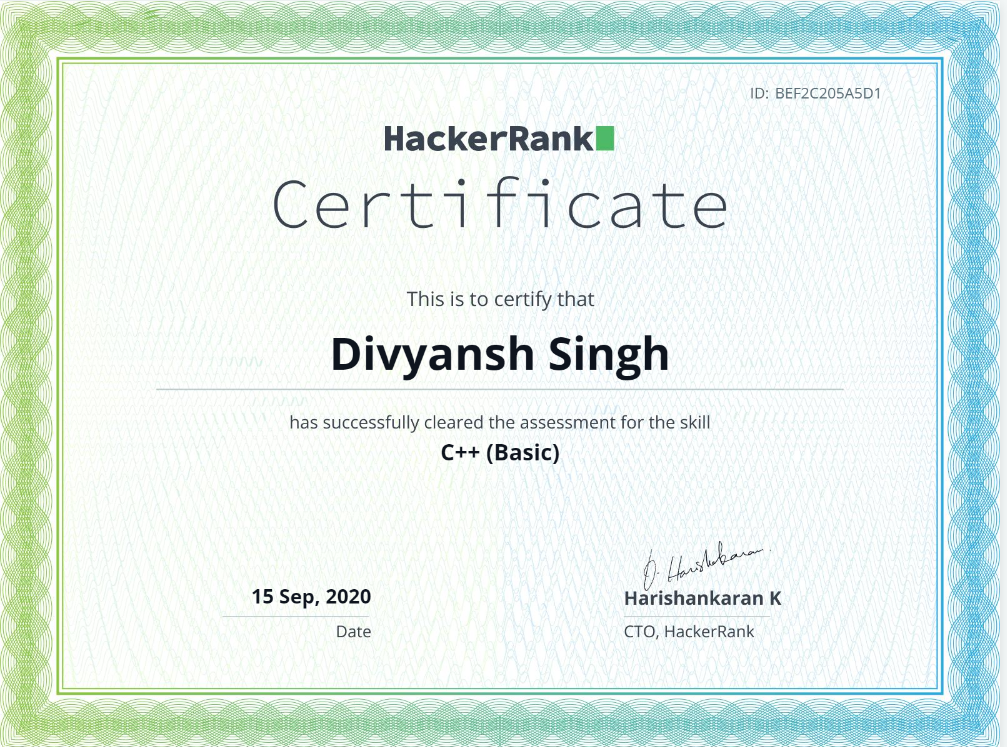 ID: BEF2C205A5D1
HackerRank
Certificate
This is to certify that
Divyansh Singh
has successfully cleared the assessment for the skill
C++ (Basic)
15 Sep, 2020
Date
Harishankaran K
CTO, HackerRank